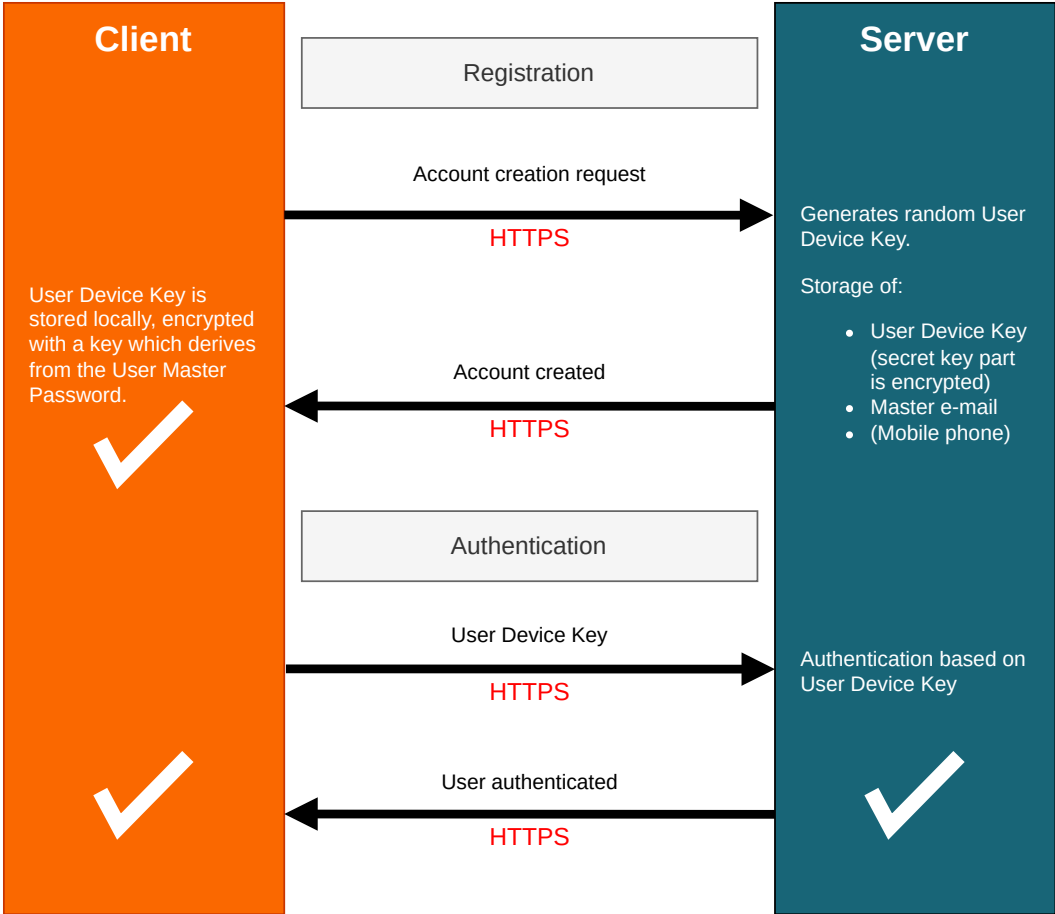 Client
Server
Registration
Account creation request
HTTPS
Generates random User
Device Key.
Storage of:
• User Device Key
(secret key part
is encrypted)
• Master e-mail
• (Mobile phone)
User Device Key is
stored locally, encrypted
with a key which derives
from the User Master
Password.
Account created
HTTPS
Authentication
User Device Key
HTTPS
Authentication based on
User Device Key
User authenticated
HTTPS